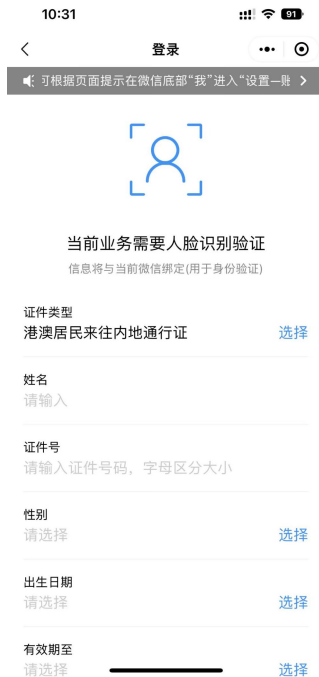 10:31
91
登录
可根据页面提示在微信底部“我”进入“设置—账
当前业务需要人脸识别验证
信息将与当前微信绑定(用于身份验证)
证件类型
港澳居民来往内地通行证
选择
姓名
请输入
证件号
请输入证件号码，字母区分大小
性别
请选择
选择
出生日期
请选择
选择
有效期至
请选择
选择